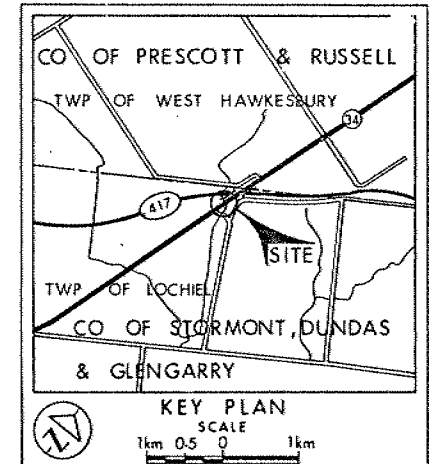 CO OF PRESCOTT & RUSSELL
TWP OF WEST HAWKESBURY
34
417
SITE
TWP OF LOCHIEL
CO OF STORMONT, DUNDAS
& GLENGARRY
KEY PLAN
SCALE
1km 0·5 0 1km
N